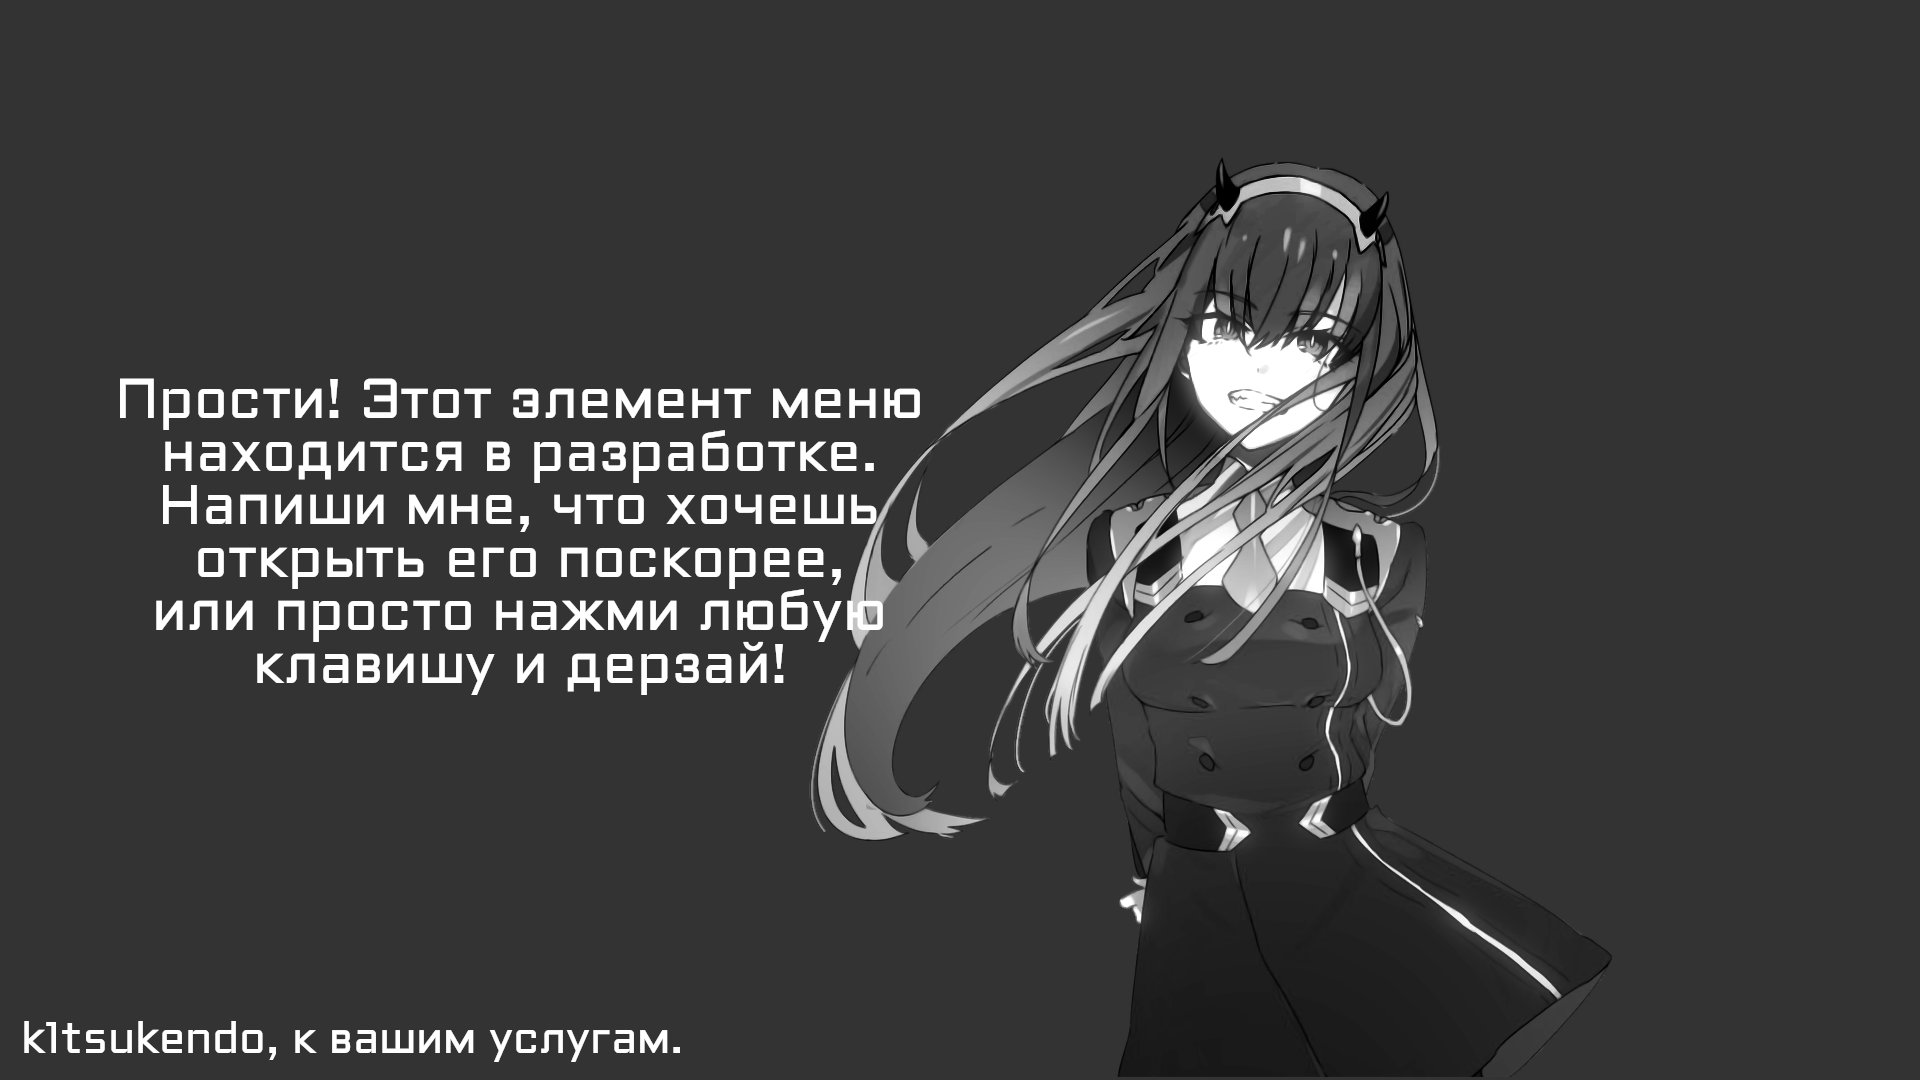 Прости! Этот элемент меню
находится в разработке.
Напиши мне, что хочешь
открыть его поскорее,
или просто нажми любую
клавишу и дерзай!
k1tsukendo, к вашим услугам.